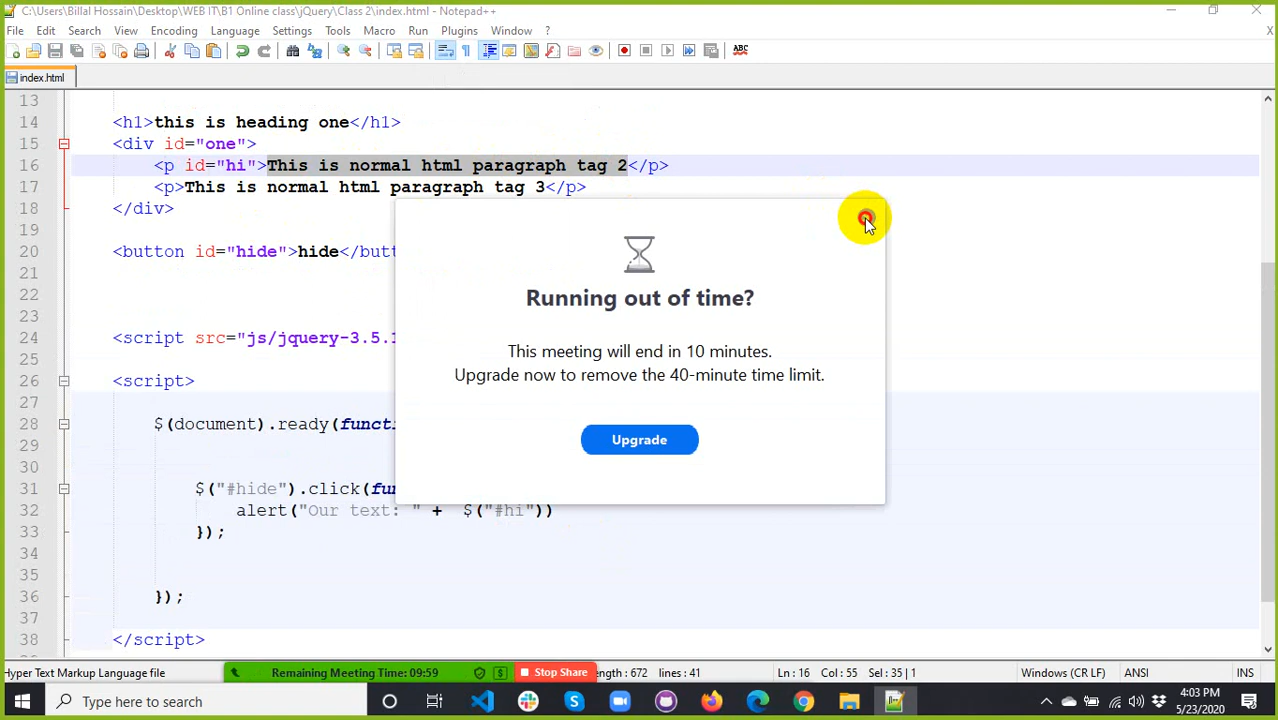 C:\Users\Billal Hossain\Desktop\WEB IT\B1 Online class\jQuery\Class 2\index.html - Notepad++
File Edit Search View Encoding Language Settings Tools Macro Run Plugins Window ? X
ABC
index.html
13
14 <h1>this is heading one</h1>
15 <div id="one">
16 <p id="hi">This is normal html paragraph tag 2</p>
17 <p>This is normal html paragraph tag 3</p>
18 </div>
19
20 <button id="hide">hide</butt
21
22
23
24 <script src="js/jquery-3.5.1
25
26 <script>
27
28 $(document).ready(functi
29
30
31 $("#hide").click(fun
32 alert("Our text: " + $("#hi"))
33 });
34
35
36 });
37
38 </script>
Running out of time?
This meeting will end in 10 minutes.
Upgrade now to remove the 40-minute time limit.
Upgrade
Hyper Text Markup Language file
Remaining Meeting Time: 09:59
Stop Share
ength : 672 lines : 41
Ln : 16 Col : 55 Sel : 35 | 1
Windows (CR LF)
ANSI
INS
Type here to search
4:03 PM
5/23/2020